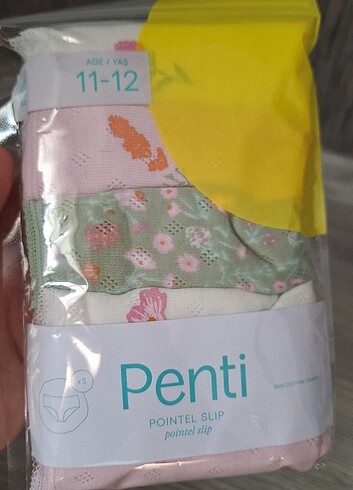 AGE / YAŞ
11-12
x5
Penti
POINTEL SLIP
pointel slip